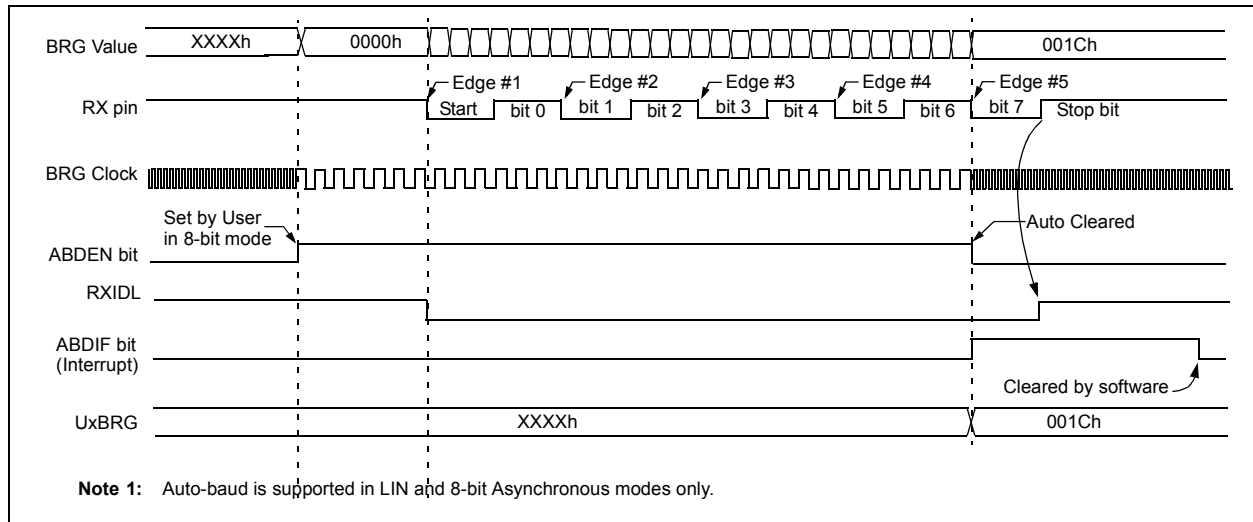 BRG Value XXXXh 0000h 001Ch
Edge #1 Edge #2 Edge #3 Edge #4 Edge #5
RX pin Start bit 0 bit 1 bit 2 bit 3 bit 4 bit 5 bit 6 bit 7 Stop bit
BRG Clock
Set by User
in 8-bit mode
Auto Cleared
ABDEN bit
RXIDL
ABDIF bit
(Interrupt)
Cleared by software
UxBRG XXXXh 001Ch
Note 1: Auto-baud is supported in LIN and 8-bit Asynchronous modes only.